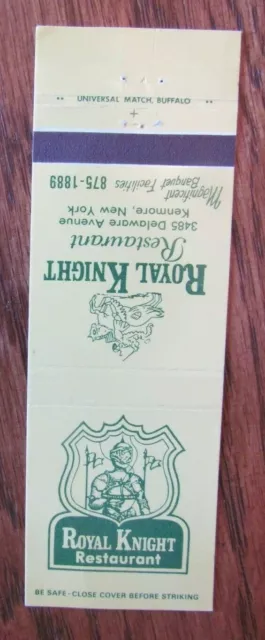 •• UNIVERSAL MATCH, BUFFALO ••
Magnificent
Banquet Facilities 875-1889
3485 Delaware Avenue
Kenmore, New York
Restaurant
ROYAL KNIGHT
ROYAL KNIGHT
Restaurant
BE SAFE - CLOSE COVER BEFORE STRIKING